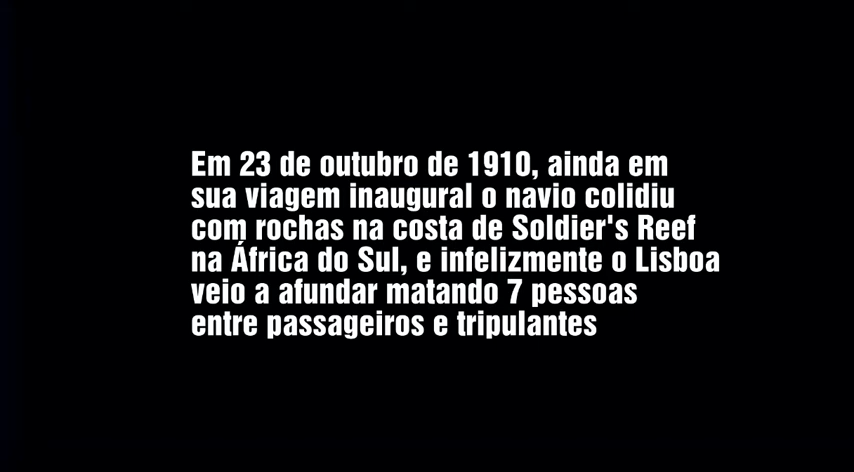 Em 23 de outubro de 1910, ainda em
sua viagem inaugural o navio colidiu
com rochas na costa de Soldier's Reef
na África do Sul, e infelizmente o Lisboa
veio a afundar matando 7 pessoas
entre passageiros e tripulantes